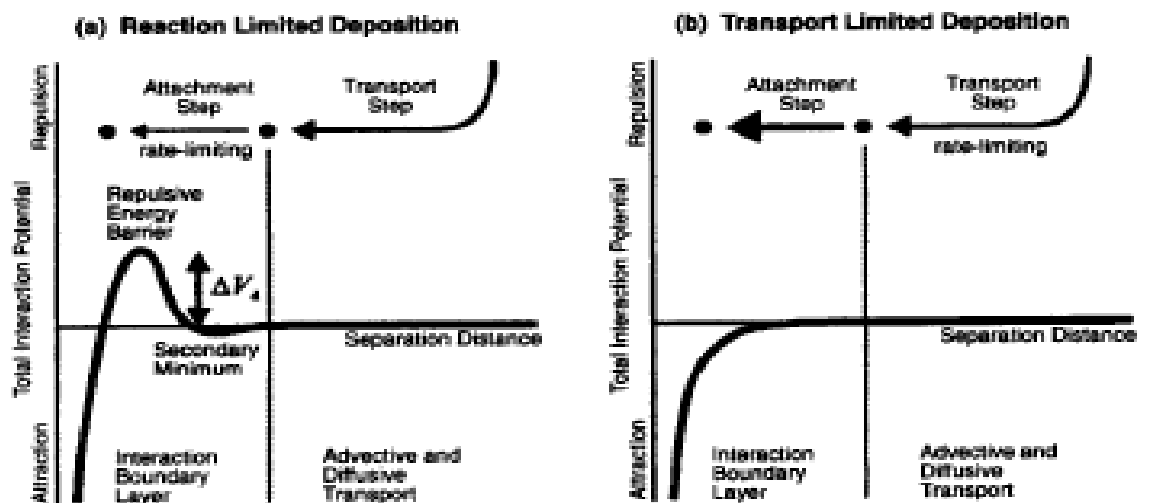 (a) Reaction Limited Deposition
Repulsion
Attachment
Step
Transport
Step
rate-limiting
Repulsive
Energy
Barrier
ΔV
Total Interaction Potential
Secondary
Minimum
Separation Distance
Attraction
Interaction
Boundary
Layer
Advective and
Diffusive
Transport
(b) Transport Limited Deposition
Repulsion
Attachment
Step
Transport
Step
rate-limiting
Total Interaction Potential
Separation Distance
Attraction
Interaction
Boundary
Layer
Advective and
Diffusive
Transport